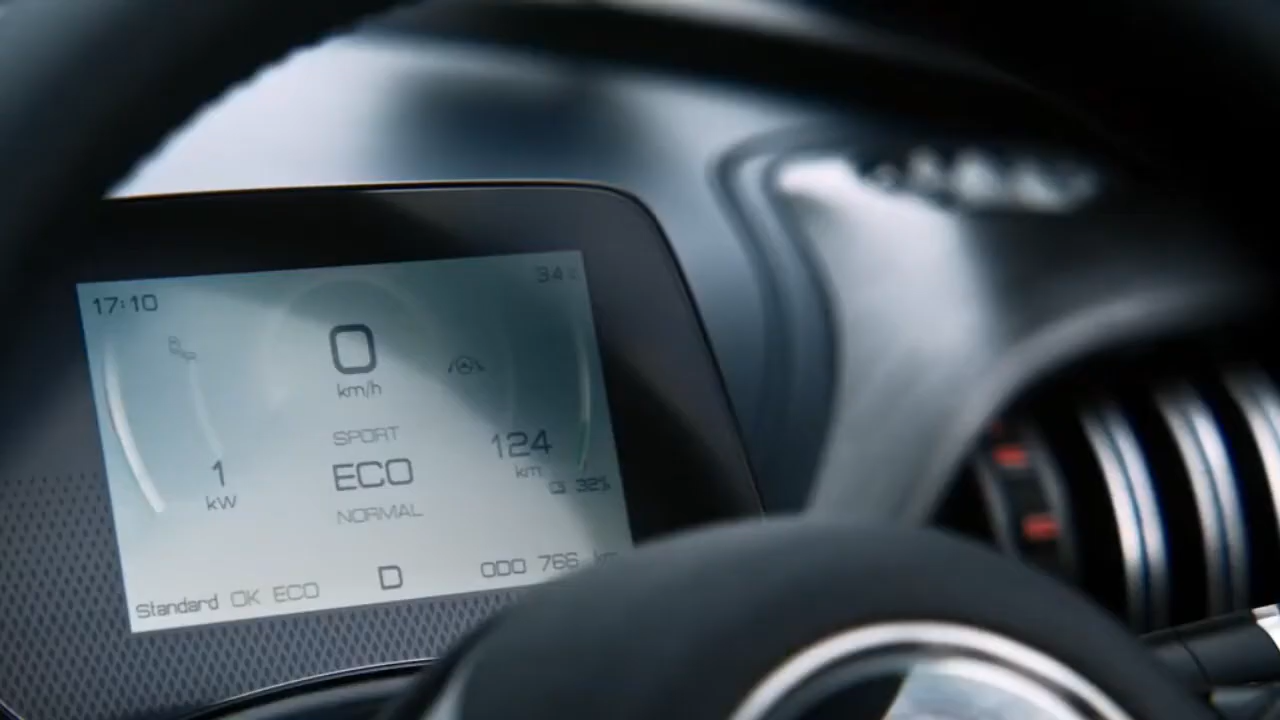 17:10
34
0
km/h
SPORT
ECO
NORMAL
1
kW
124
km
32%
D
ODO 766 km
Standard OK ECO